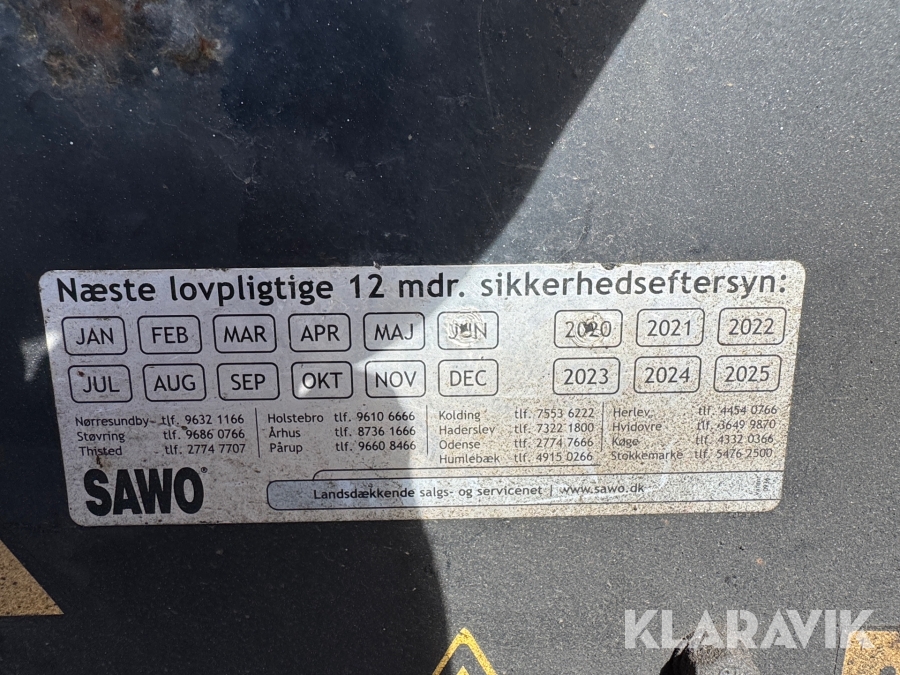 KLARAVIK
Næste lovpligtige 12 mdr. sikkerhedseftersyn:
JAN FEB MAR APR MAJ JUN 2020 2021 2022
JUL AUG SEP OKT NOV DEC 2023 2024 2025
Nørresundby tlf. 9632 1166
Støvring tlf. 9686 0766
Thisted tlf. 2774 7707
Holstebro tlf. 9610 6666
Århus tlf. 8736 1666
Pårup tlf. 9660 8466
Kolding tlf. 7553 6222
Haderslev tlf. 7322 1800
Odense tlf. 2774 7666
Humlebæk tlf. 4915 0266
Herlev tlf. 4454 0766
Hvidovre tlf. 3649 9870
Køge tlf. 4332 0366
Stokkemarke tlf. 5476 2500
SAWO®
Landsdækkende salgs- og servicenet | www.sawo.dk
KLARAVIK